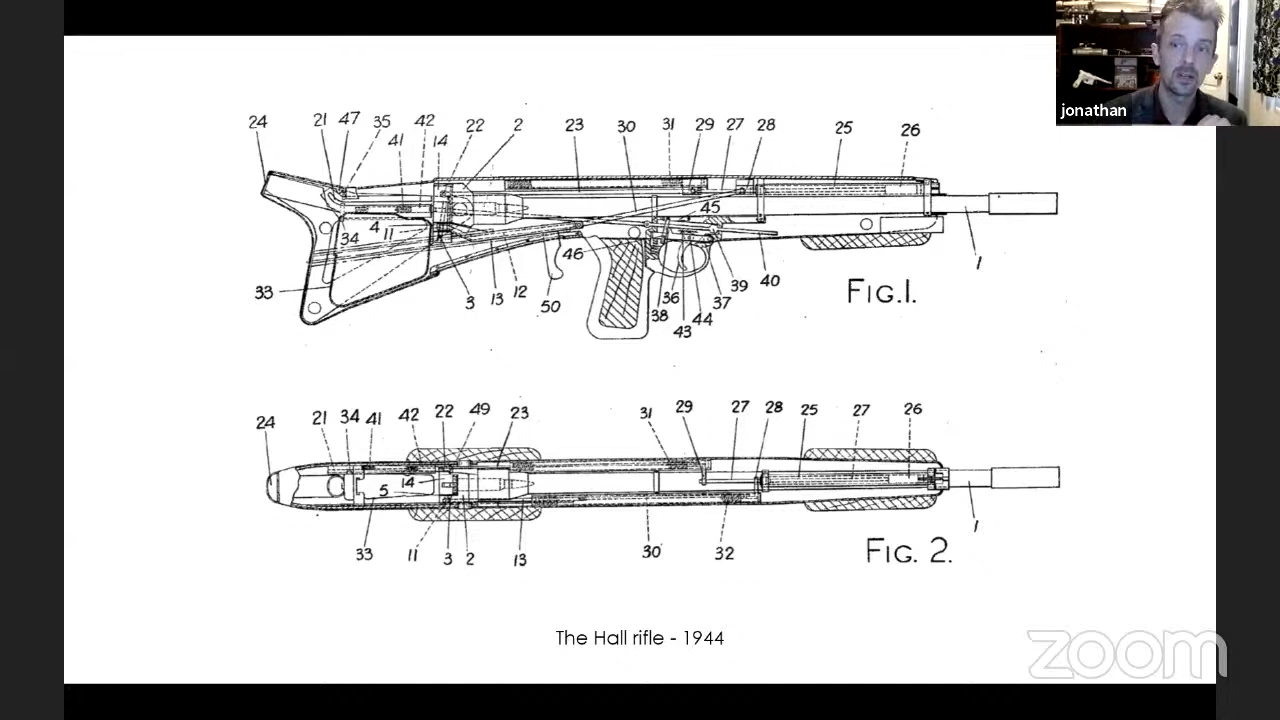 jonathan
24 21 47 35 41 42 14 22 2 23 30 31 29 27 28 25 26
45
4
11
34
46
33 3 13 12 50 38 36 43 44 37 39 40 1
FIG.1.
24 21 34 41 42 22 49 23 31 29 27 28 25 27 26
14
5
33 11 3 2 13 30 32 1
FIG. 2.
The Hall rifle - 1944
zoom